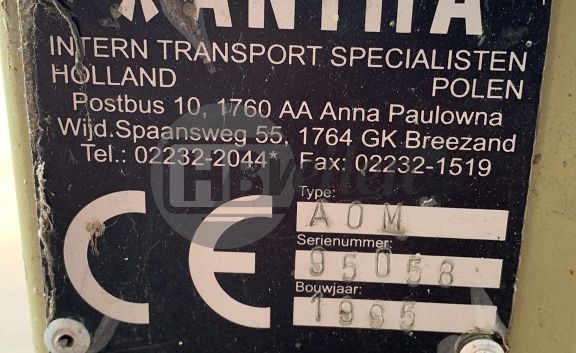 XANTHA
INTERN TRANSPORT SPECIALISTEN
HOLLAND POLEN
Postbus 10, 1760 AA Anna Paulowna
Wijd.Spaansweg 55, 1764 GK Breezand
Tel.: 02232-2044* Fax: 02232-1519
Type:
AOM
Serienummer:
95058
Bouwjaar:
1995
CE